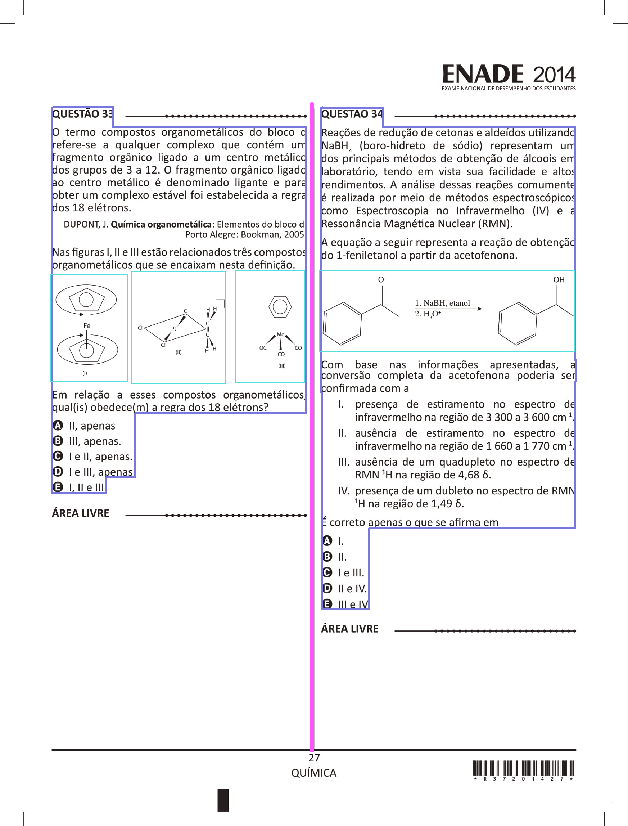 ENADE 2014
EXAME NACIONAL DE DESEMPENHO DOS ESTUDANTES
QUESTÃO 33
O termo compostos organometálicos do bloco d
refere-se a qualquer complexo que contém um
fragmento orgânico ligado a um centro metálico
dos grupos de 3 a 12. O fragmento orgânico ligado
ao centro metálico é denominado ligante e para
obter um complexo estável foi estabelecida a regra
dos 18 elétrons.
DUPONT, J. Química organometálica: Elementos do bloco d.
Porto Alegre: Bookman, 2005
Nas figuras I, II e III estão relacionados três compostos
organometálicos que se encaixam nesta definição.
Fe
(I)
Cl
Cl
Cl
H
H
C
C
H
H
(II)
Mo
OC
CO
CO
(III)
Em relação a esses compostos organometálicos,
qual(is) obedece(m) a regra dos 18 elétrons?
A II, apenas
B III, apenas.
C I e II, apenas.
D I e III, apenas
E I, II e III
ÁREA LIVRE
QUESTÃO 34
Reações de redução de cetonas e aldeídos utilizando
NaBH4 (boro-hidreto de sódio) representam um
dos principais métodos de obtenção de álcoois em
laboratório, tendo em vista sua facilidade e altos
rendimentos. A análise dessas reações comumente
é realizada por meio de métodos espectroscópicos
como Espectroscopia no Infravermelho (IV) e a
Ressonância Magnética Nuclear (RMN).
A equação a seguir representa a reação de obtenção
do 1-feniletanol a partir da acetofenona.
O
1. NaBH4 etanol
2. H3O+
OH
Com base nas informações apresentadas, a
conversão completa da acetofenona poderia ser
confirmada com a
I. presença de estiramento no espectro de
infravermelho na região de 3 300 a 3 600 cm-1.
II. ausência de estiramento no espectro de
infravermelho na região de 1 660 a 1 770 cm-1.
III. ausência de um quadupleto no espectro de
RMN 1H na região de 4,68 δ.
IV. presença de um dubleto no espectro de RMN
1H na região de 1,49 δ.
É correto apenas o que se afirma em
A I.
B II.
C I e III.
D II e IV.
E III e IV
ÁREA LIVRE
27
QUÍMICA